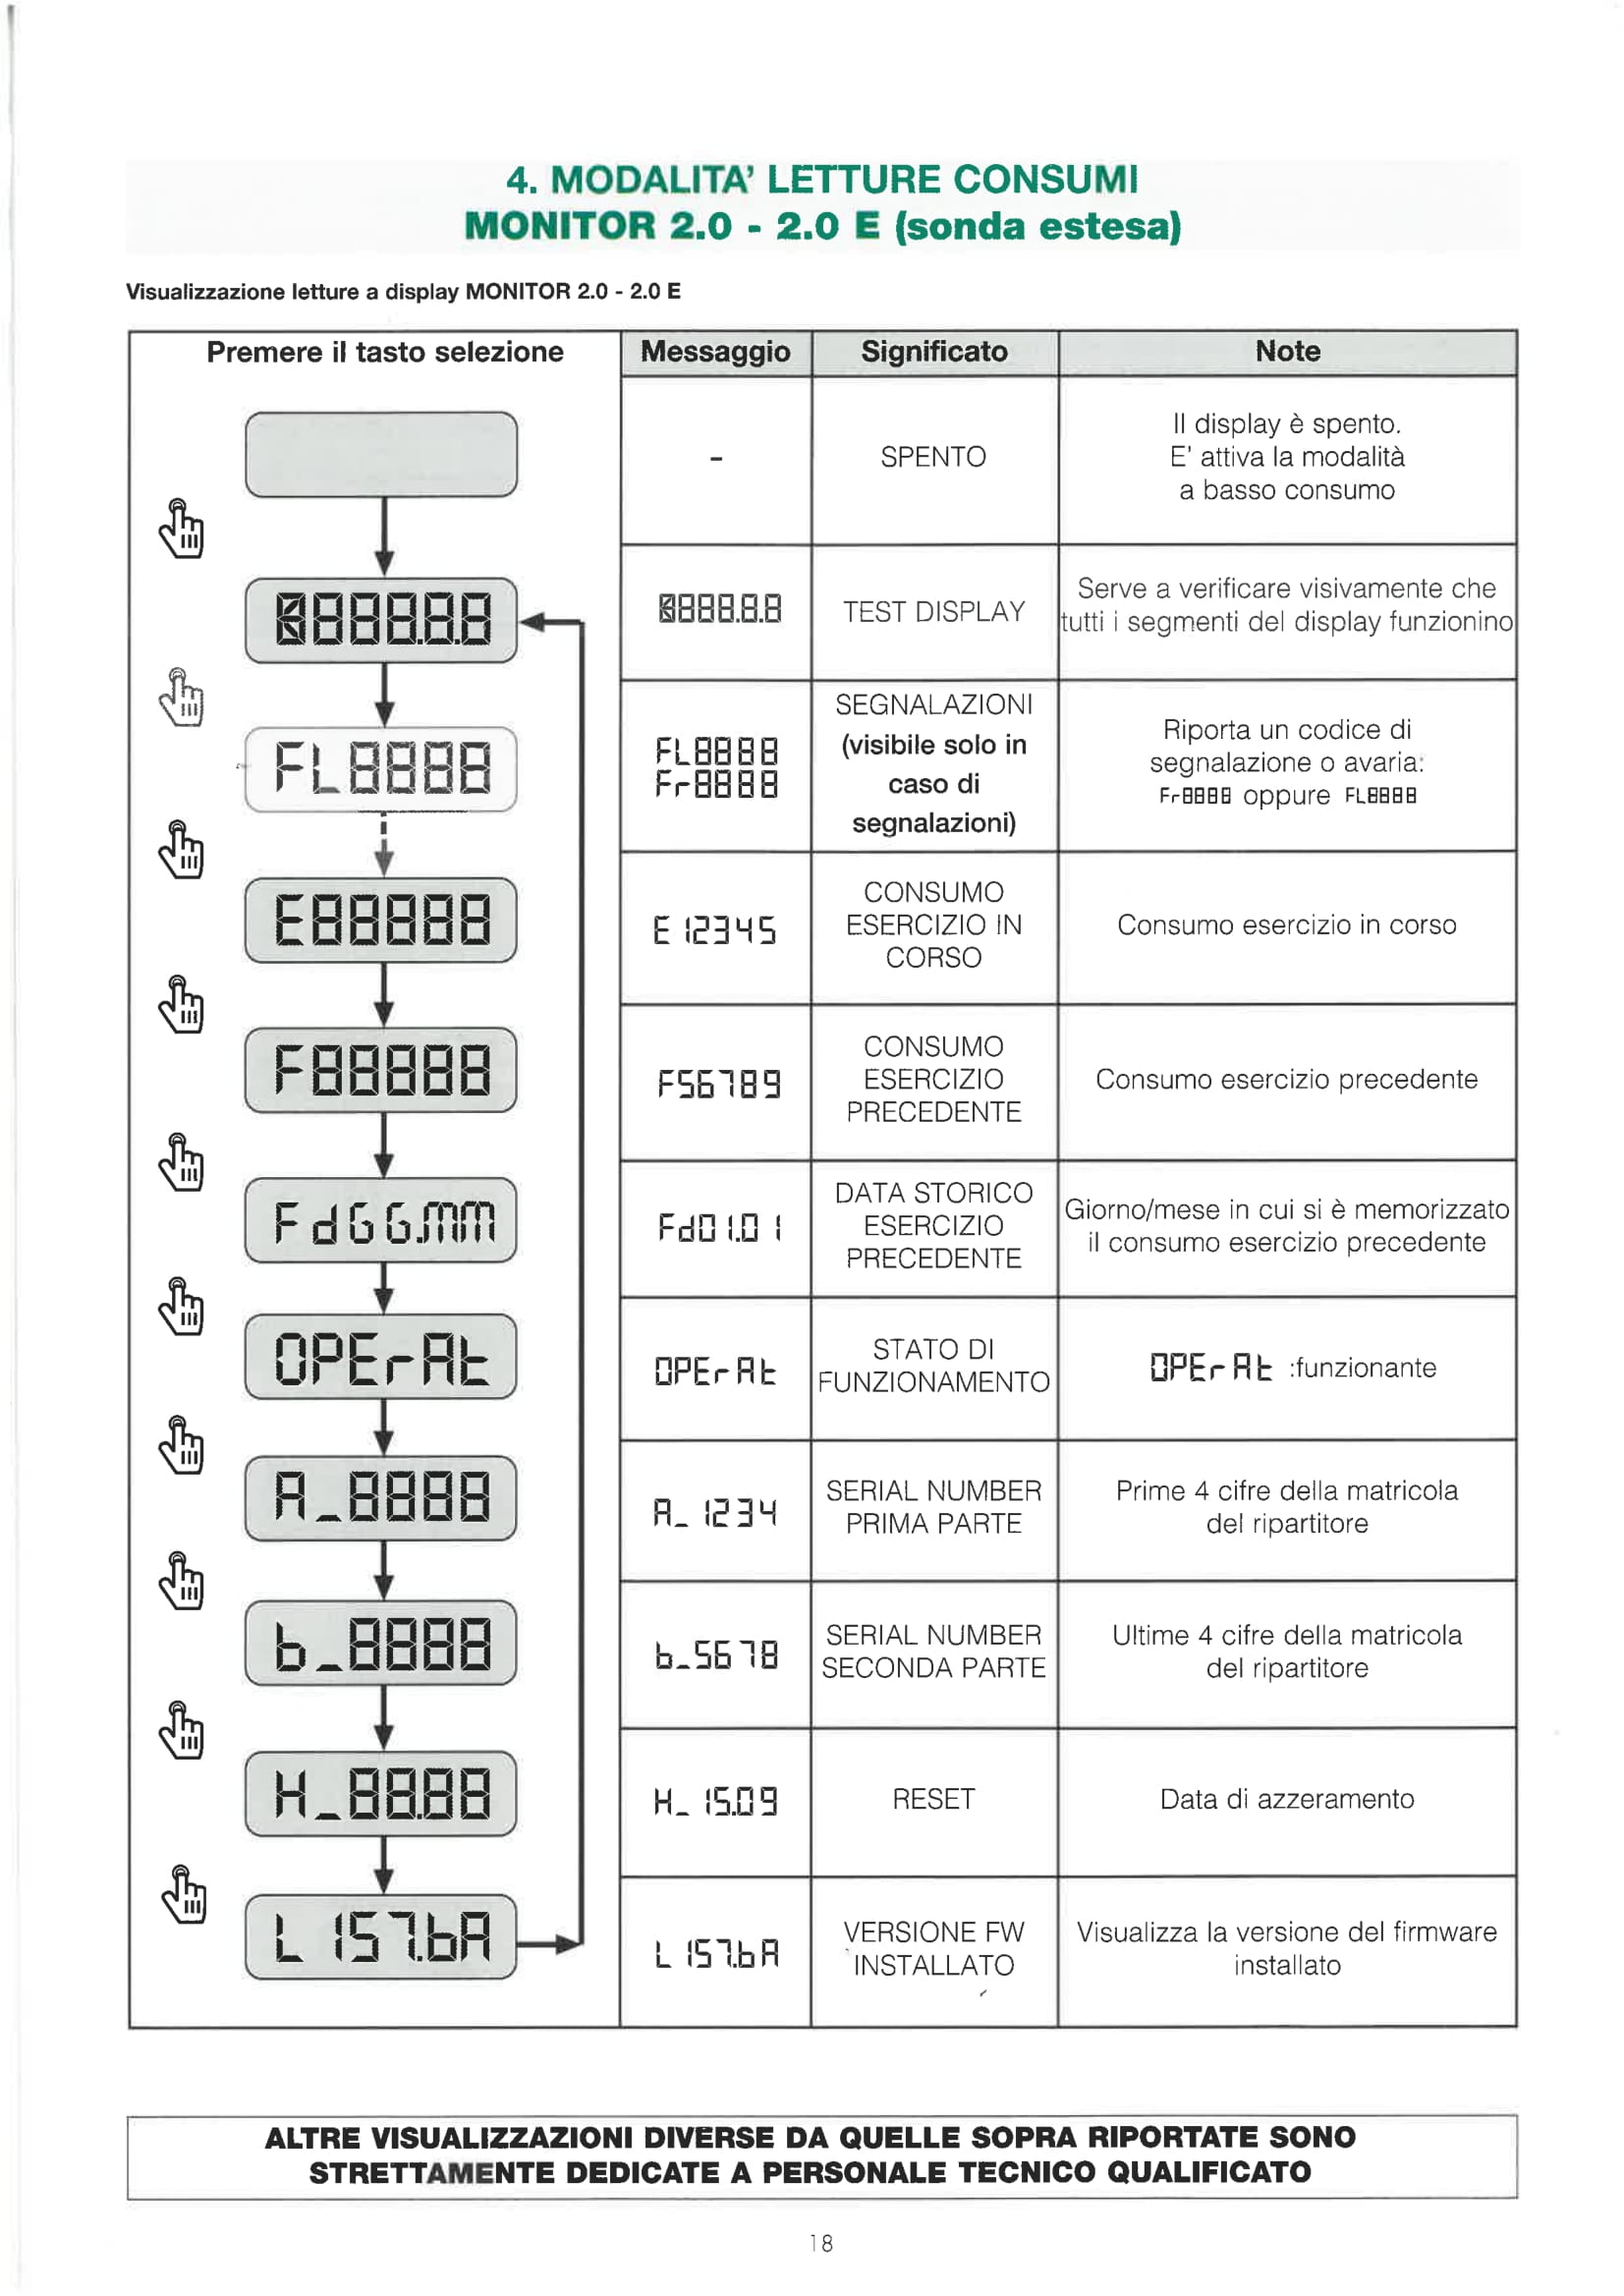 4. MODALITA' LETTURE CONSUMI
MONITOR 2.0 - 2.0 E (sonda estesa)
Visualizzazione letture a display MONITOR 2.0 - 2.0 E
Premere il tasto selezione
Messaggio
Significato
Note
-
SPENTO
Il display è spento.
E' attiva la modalità
a basso consumo
8888.8.8
8888.8.8
TEST DISPLAY
Serve a verificare visivamente che
tutti i segmenti del display funzionino
FL8888
FL8888
Fr8888
SEGNALAZIONI
(visibile solo in
caso di
segnalazioni)
Riporta un codice di
segnalazione o avaria:
Fr8888 oppure FL8888
E88888
E 12345
CONSUMO
ESERCIZIO IN
CORSO
Consumo esercizio in corso
F88888
F56789
CONSUMO
ESERCIZIO
PRECEDENTE
Consumo esercizio precedente
FdGG.mm
Fd01.01
DATA STORICO
ESERCIZIO
PRECEDENTE
Giorno/mese in cui si è memorizzato
il consumo esercizio precedente
OPErAt
OPErAt
STATO DI
FUNZIONAMENTO
OPErAt :funzionante
A_8888
A_1234
SERIAL NUMBER
PRIMA PARTE
Prime 4 cifre della matricola
del ripartitore
b_8888
b_5678
SERIAL NUMBER
SECONDA PARTE
Ultime 4 cifre della matricola
del ripartitore
H_88.88
H_15.09
RESET
Data di azzeramento
L157.bA
L157.bA
VERSIONE FW
INSTALLATO
Visualizza la versione del firmware
installato
ALTRE VISUALIZZAZIONI DIVERSE DA QUELLE SOPRA RIPORTATE SONO
STRETTAMENTE DEDICATE A PERSONALE TECNICO QUALIFICATO
18